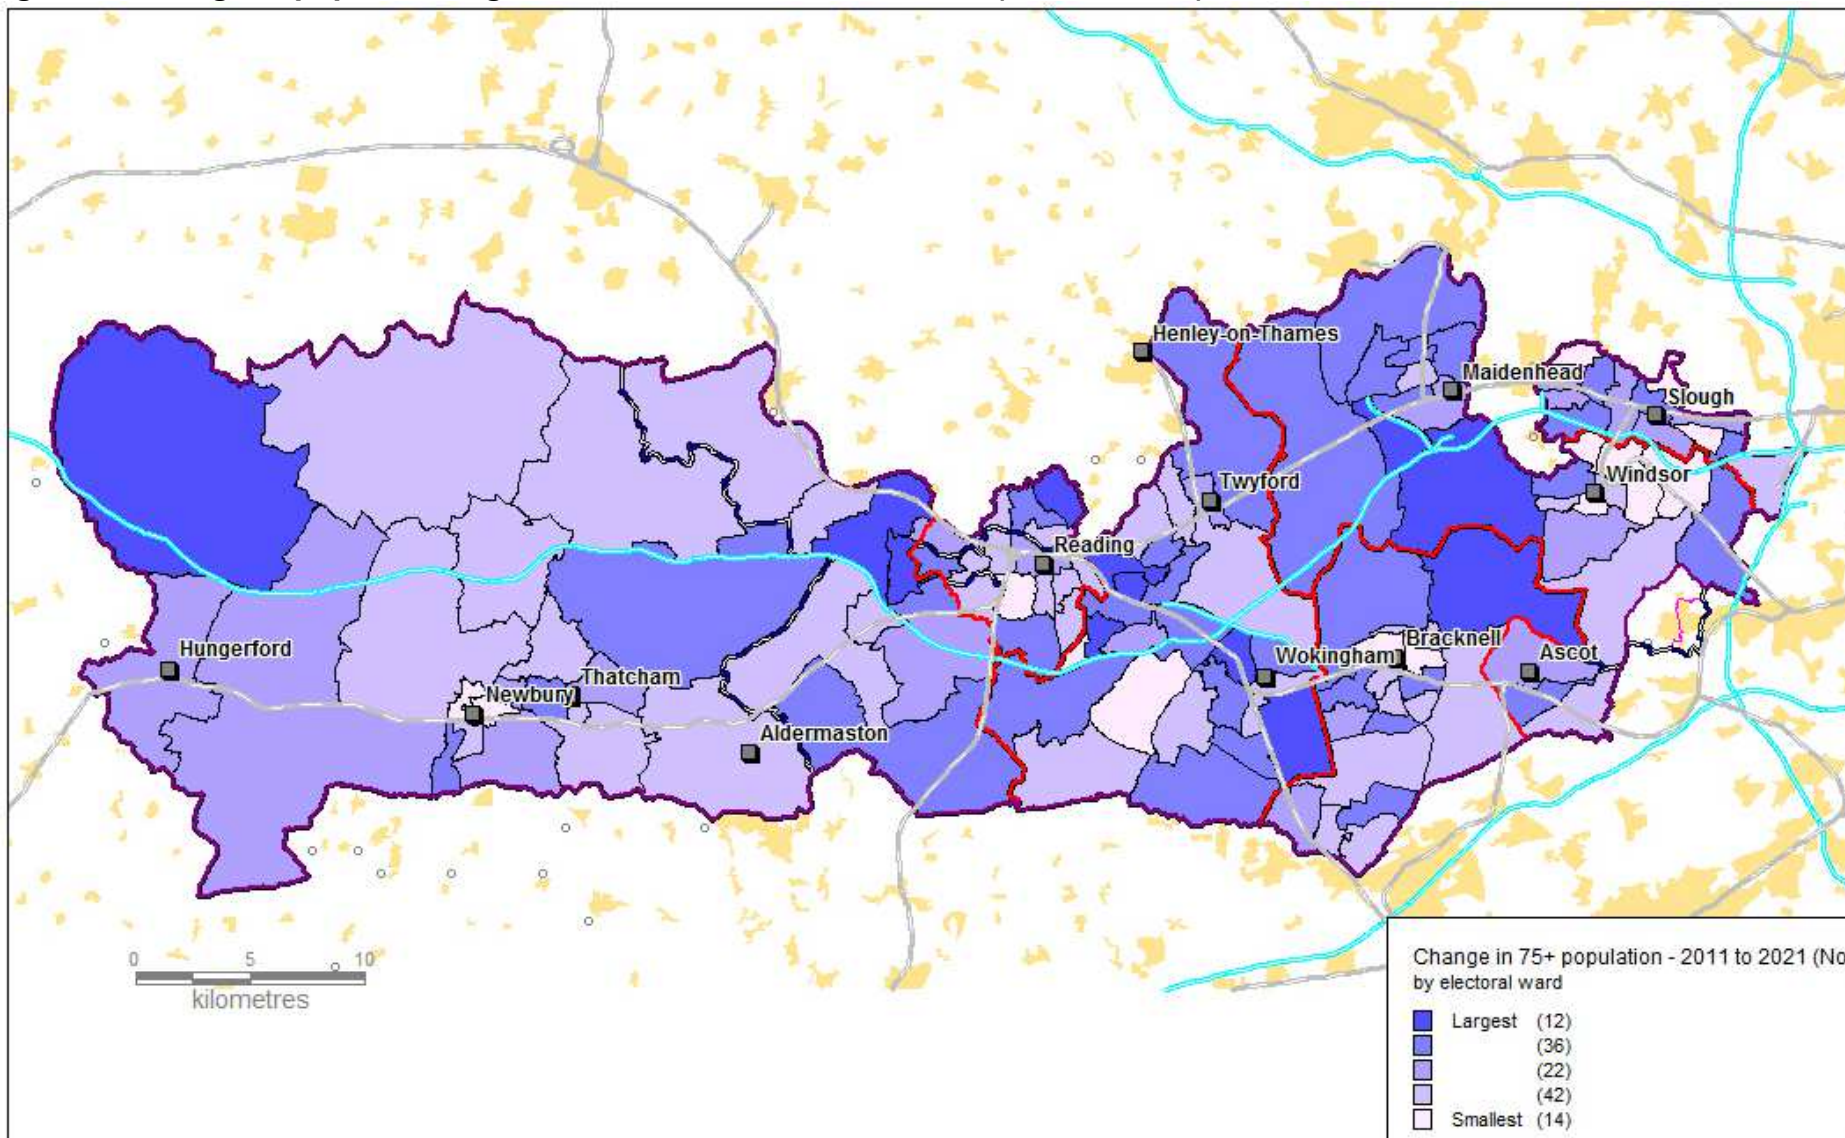 Henley-on-Thames
Maidenhead
Slough
Windsor
Twyford
Reading
Bracknell
Hungerford
Wokingham
Ascot
Thatcham
Newbury
Aldermaston
0 5 10
kilometres
Change in 75+ population - 2011 to 2021 (No
by electoral ward
Largest (12)
(36)
(22)
(42)
Smallest (14)